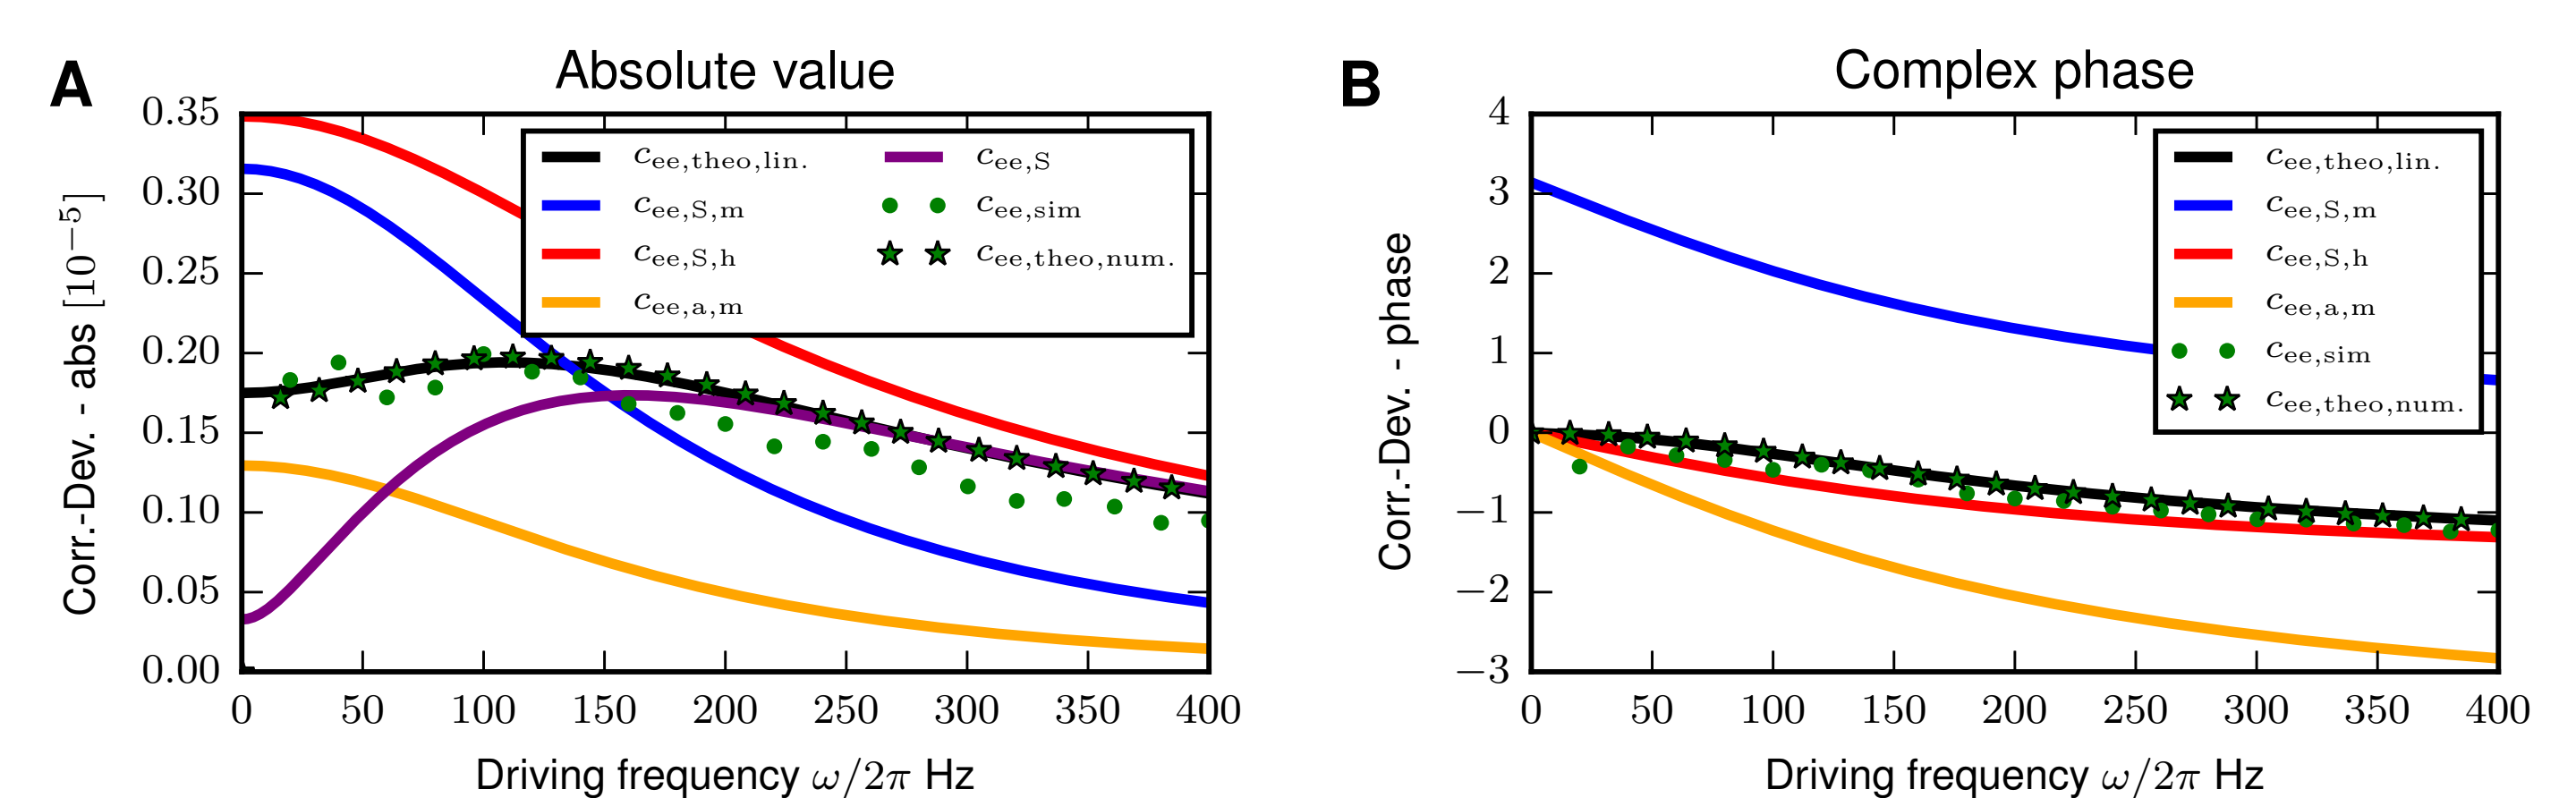 A
Absolute value
0.35
0.30
0.25
0.20
0.15
0.10
0.05
0.00
Corr.-Dev. - abs [10⁻⁵]
c_ee,theo,lin.
c_ee,S,m
c_ee,S,h
c_ee,a,m
c_ee,S
c_ee,sim
c_ee,theo,num.
0 50 100 150 200 250 300 350 400
Driving frequency ω/2π Hz
B
Complex phase
4
3
2
1
0
−1
−2
−3
Corr.-Dev. - phase
c_ee,theo,lin.
c_ee,S,m
c_ee,S,h
c_ee,a,m
c_ee,sim
c_ee,theo,num.
0 50 100 150 200 250 300 350 400
Driving frequency ω/2π Hz